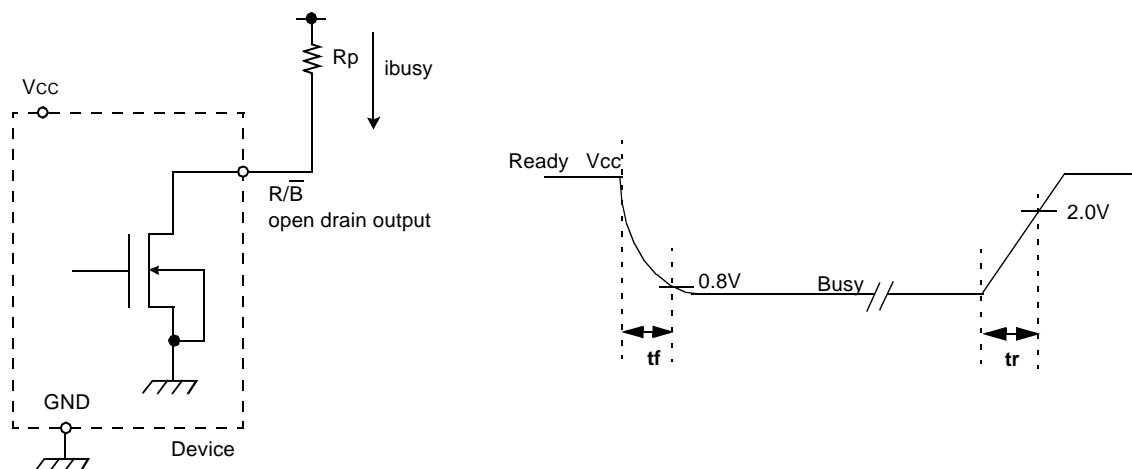 Rp
ibusy
VCC
R/B̅
open drain output
GND
Device
Ready Vcc
2.0V
0.8V
Busy
tf
tr